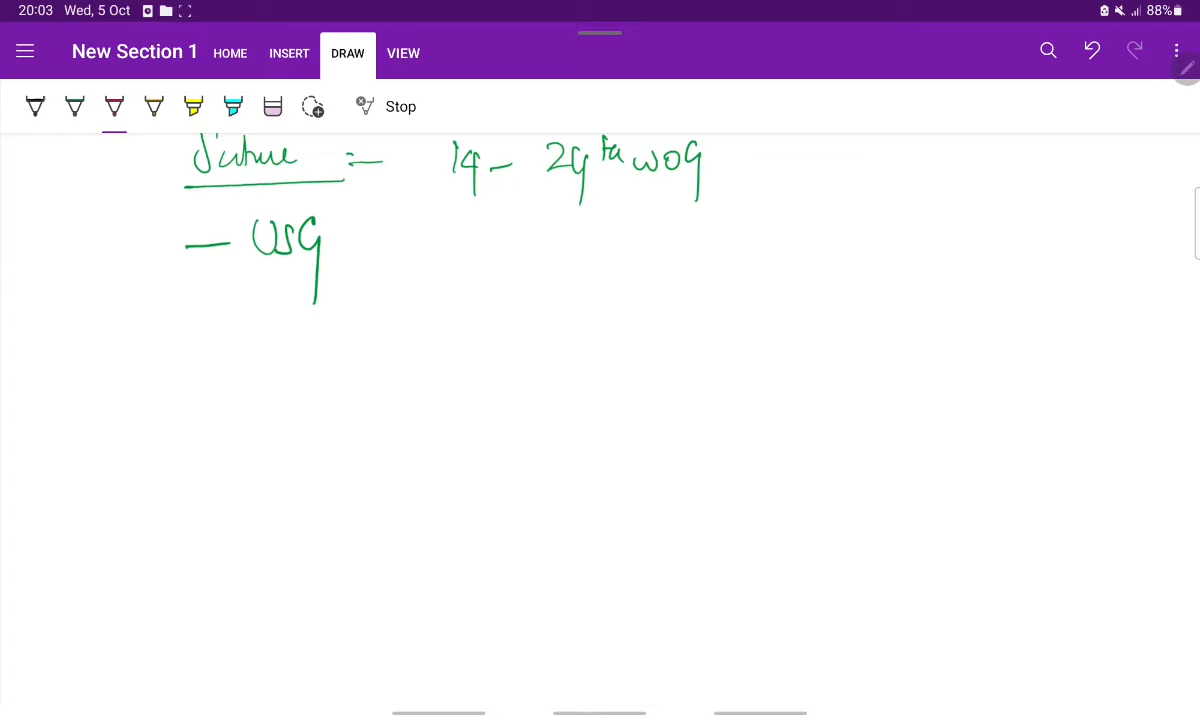 20:03 Wed, 5 Oct 88%
New Section 1 HOME INSERT DRAW VIEW
Stop
Suture = 14 - 24 wog
- USG